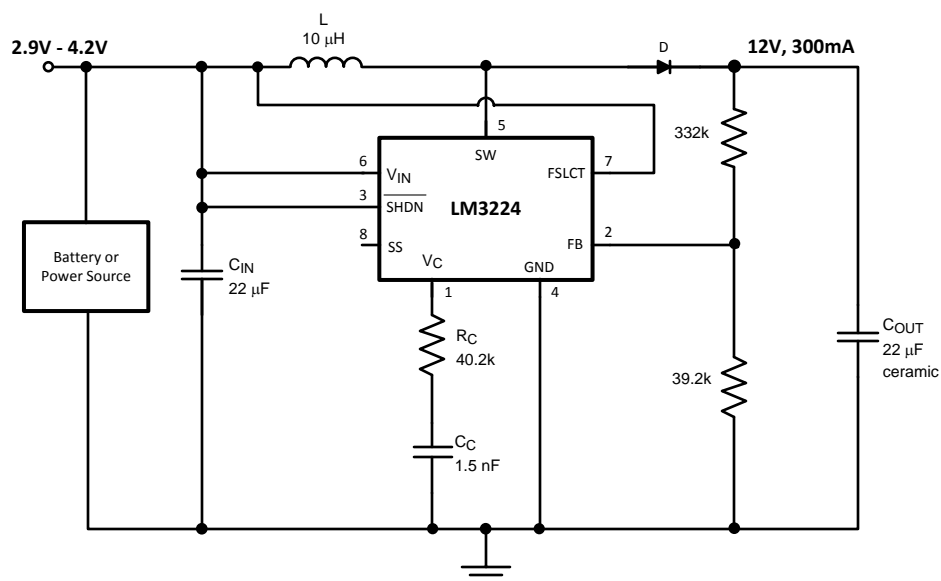 L
10 μH
2.9V - 4.2V
D
12V, 300mA
5
SW
332k
6
VIN
7
FSLCT
3
SHDN
LM3224
8
SS
2
FB
Battery or
Power Source
CIN
22 μF
VC
GND
1
4
RC
40.2k
COUT
22 μF
ceramic
39.2k
CC
1.5 nF